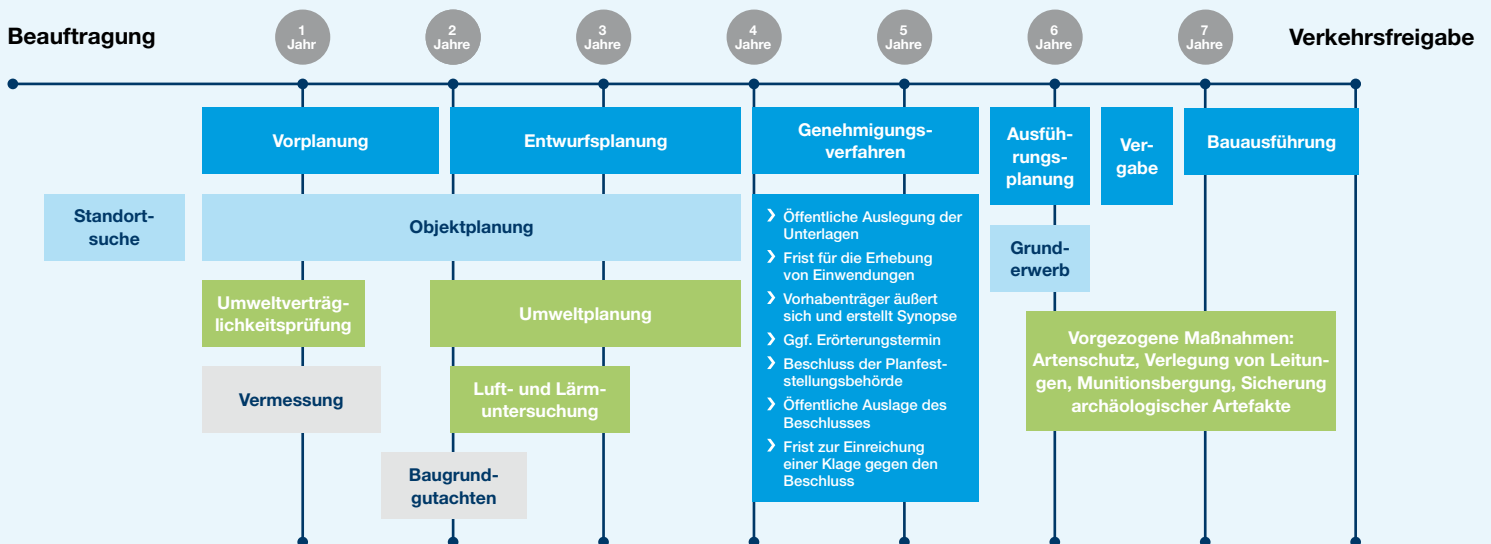 Beauftragung
1
Jahr
2
Jahre
3
Jahre
4
Jahre
5
Jahre
6
Jahre
7
Jahre
Verkehrsfreigabe
Vorplanung
Entwurfsplanung
Genehmigungs-
verfahren
Ausfüh-
rungs-
planung
Ver-
gabe
Bauausführung
Standort-
suche
Objektplanung
❯ Öffentliche Auslegung der
Unterlagen
❯ Frist für die Erhebung
von Einwendungen
❯ Vorhabenträger äußert
sich und erstellt Synopse
❯ Ggf. Erörterungstermin
❯ Beschluss der Planfest-
stellungsbehörde
❯ Öffentliche Auslage des
Beschlusses
❯ Frist zur Einreichung
einer Klage gegen den
Beschluss
Grund-
erwerb
Umweltverträg-
lichkeitsprüfung
Umweltplanung
Vorgezogene Maßnahmen:
Artenschutz, Verlegung von Leitun-
gen, Munitionsbergung, Sicherung
archäologischer Artefakte
Vermessung
Luft- und Lärm-
untersuchung
Baugrund-
gutachten